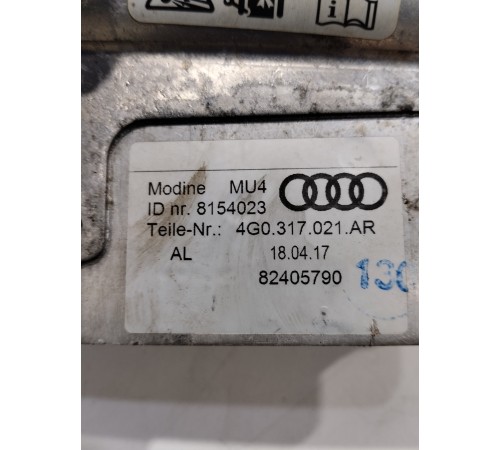 Modine MU4
ID nr. 8154023
Teile-Nr.: 4G0.317.021.AR
AL 18.04.17
82405790